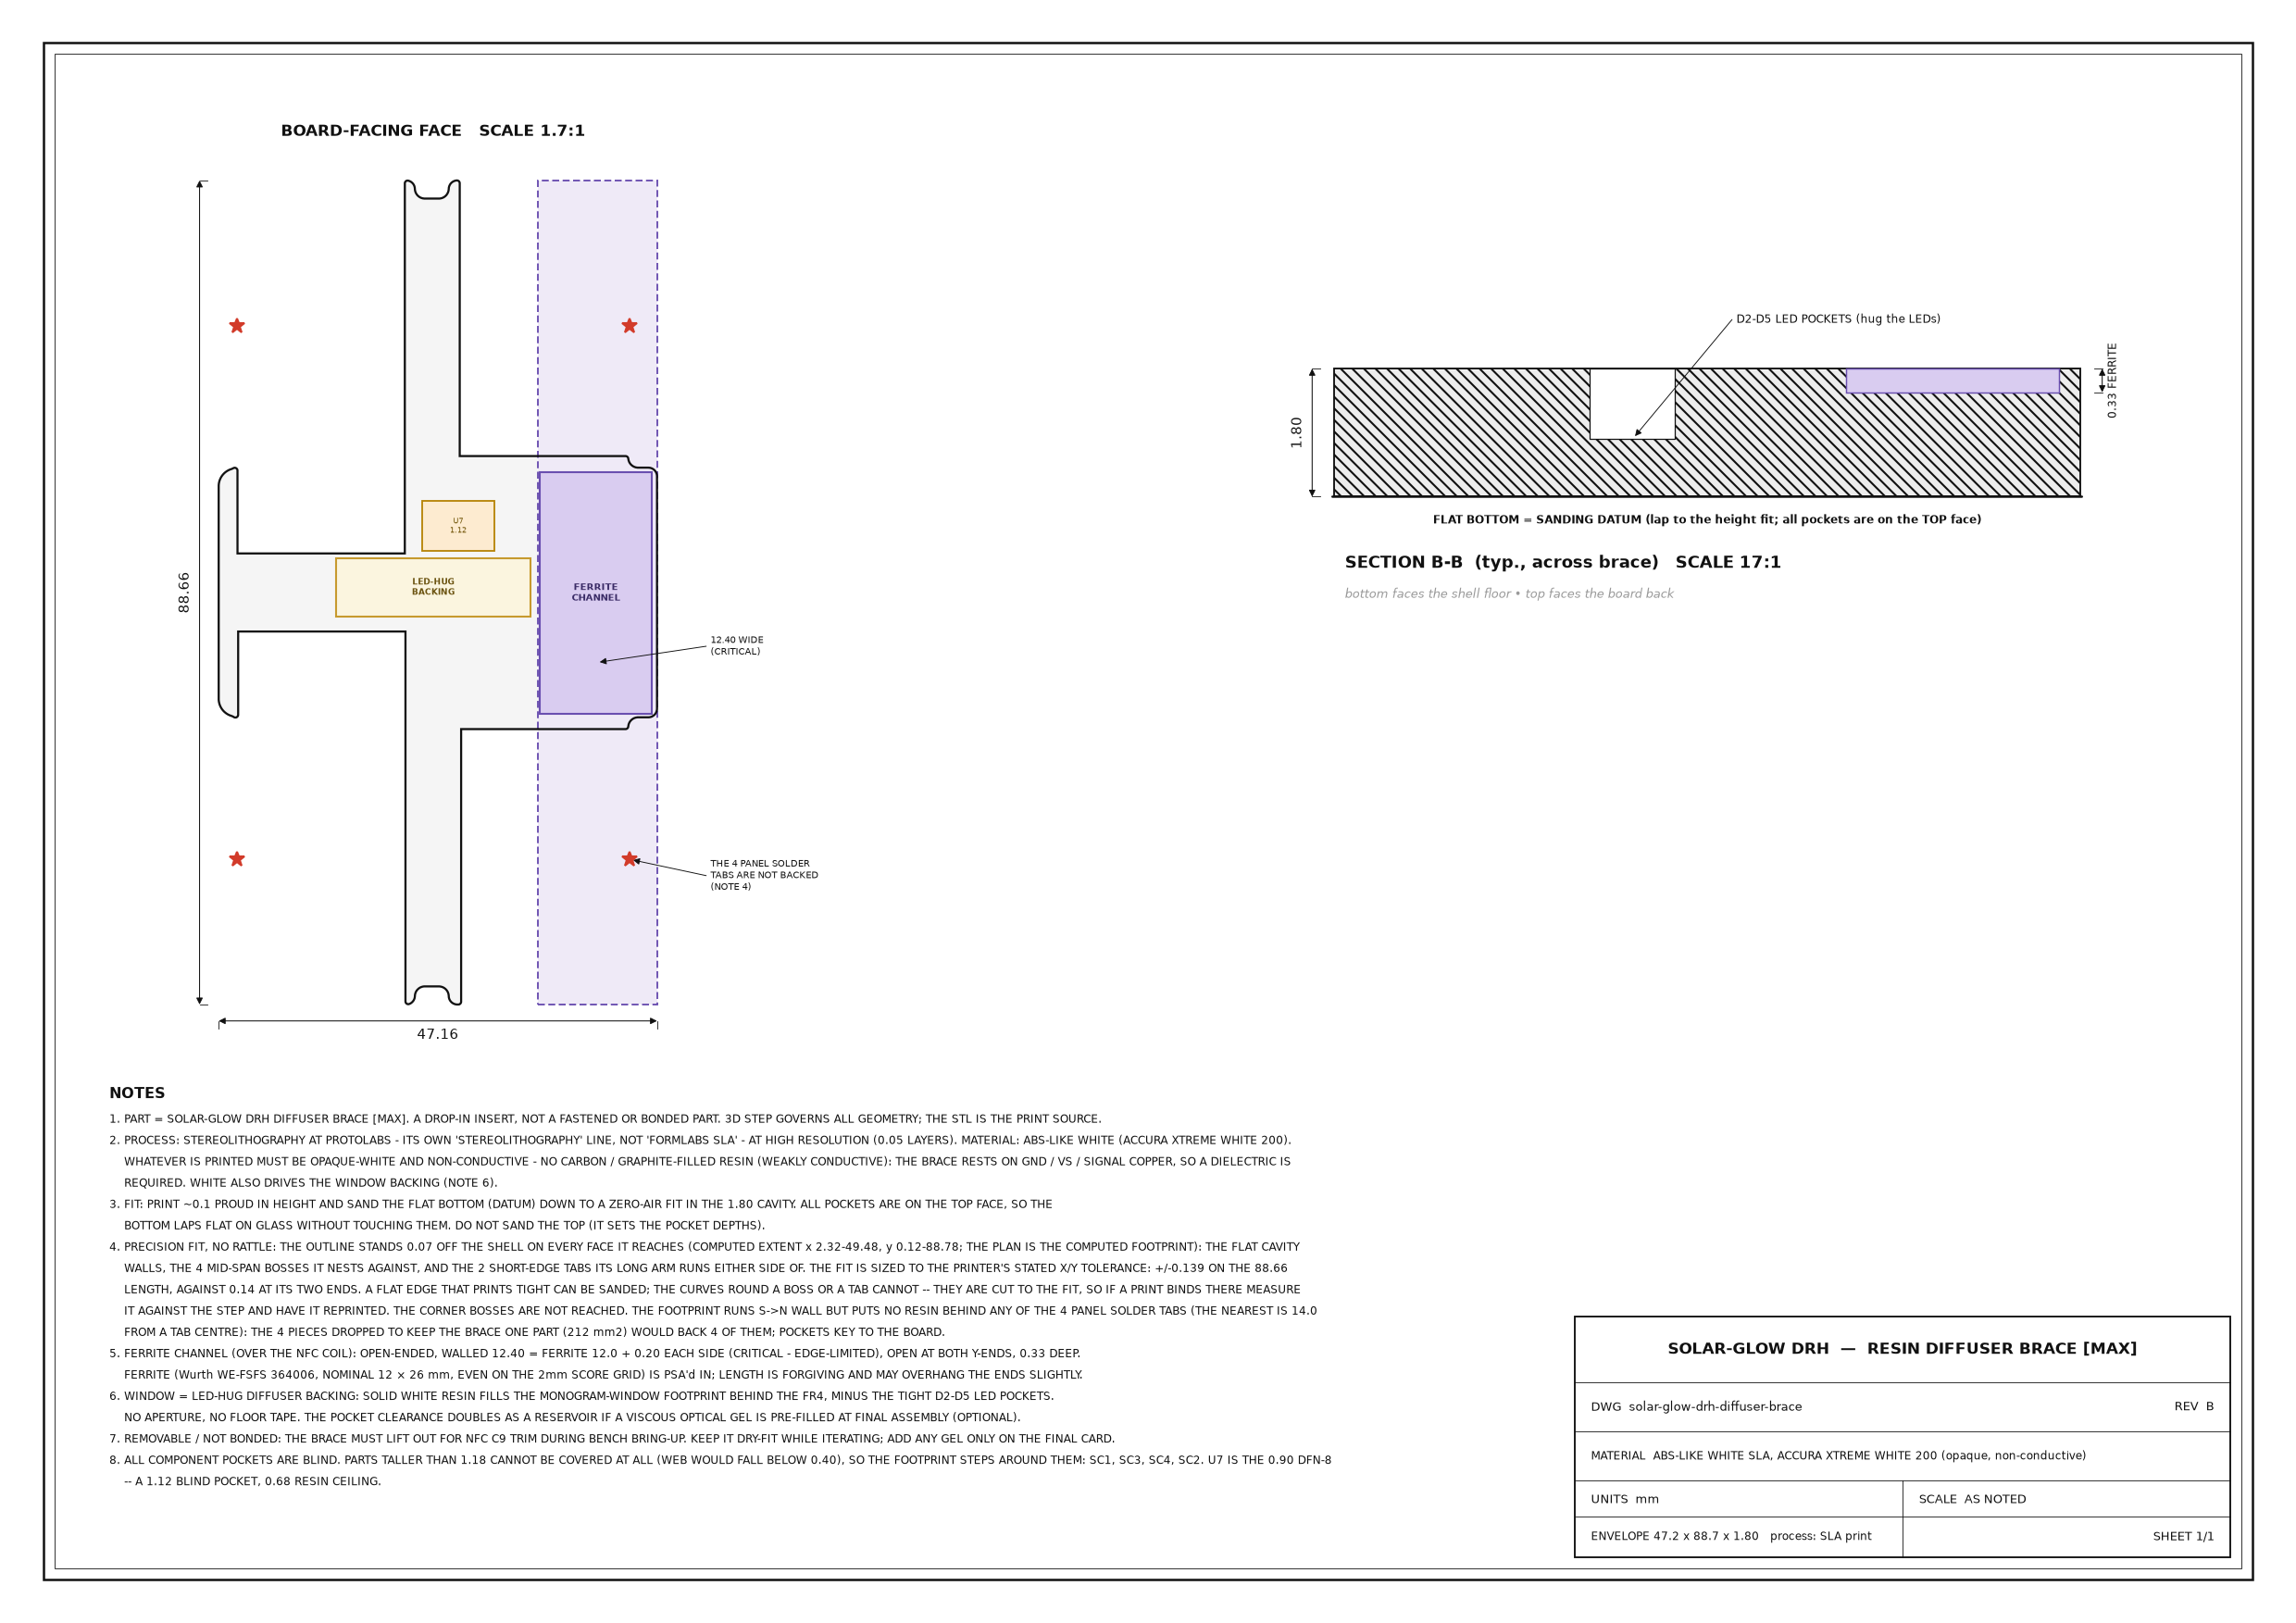 BOARD-FACING FACE   SCALE 1.7:1
D2-D5 LED POCKETS (hug the LEDs)
0.33 FERRITE
1.80
FLAT BOTTOM = SANDING DATUM (lap to the height fit; all pockets are on the TOP face)
SECTION B-B  (typ., across brace)   SCALE 17:1
bottom faces the shell floor • top faces the board back
U7
1.12
LED-HUG
BACKING
FERRITE
CHANNEL
88.66
12.40 WIDE
(CRITICAL)
THE 4 PANEL SOLDER
TABS ARE NOT BACKED
(NOTE 4)
47.16
NOTES
1. PART = SOLAR-GLOW DRH DIFFUSER BRACE [MAX]. A DROP-IN INSERT, NOT A FASTENED OR BONDED PART. 3D STEP GOVERNS ALL GEOMETRY; THE STL IS THE PRINT SOURCE.
2. PROCESS: STEREOLITHOGRAPHY AT PROTOLABS - ITS OWN 'STEREOLITHOGRAPHY' LINE, NOT 'FORMLABS SLA' - AT HIGH RESOLUTION (0.05 LAYERS). MATERIAL: ABS-LIKE WHITE (ACCURA XTREME WHITE 200).
WHATEVER IS PRINTED MUST BE OPAQUE-WHITE AND NON-CONDUCTIVE - NO CARBON / GRAPHITE-FILLED RESIN (WEAKLY CONDUCTIVE): THE BRACE RESTS ON GND / VS / SIGNAL COPPER, SO A DIELECTRIC IS
REQUIRED. WHITE ALSO DRIVES THE WINDOW BACKING (NOTE 6).
3. FIT: PRINT ~0.1 PROUD IN HEIGHT AND SAND THE FLAT BOTTOM (DATUM) DOWN TO A ZERO-AIR FIT IN THE 1.80 CAVITY. ALL POCKETS ARE ON THE TOP FACE, SO THE
BOTTOM LAPS FLAT ON GLASS WITHOUT TOUCHING THEM. DO NOT SAND THE TOP (IT SETS THE POCKET DEPTHS).
4. PRECISION FIT, NO RATTLE: THE OUTLINE STANDS 0.07 OFF THE SHELL ON EVERY FACE IT REACHES (COMPUTED EXTENT x 2.32-49.48, y 0.12-88.78; THE PLAN IS THE COMPUTED FOOTPRINT): THE FLAT CAVITY
WALLS, THE 4 MID-SPAN BOSSES IT NESTS AGAINST, AND THE 2 SHORT-EDGE TABS ITS LONG ARM RUNS EITHER SIDE OF. THE FIT IS SIZED TO THE PRINTER'S STATED X/Y TOLERANCE: +/-0.139 ON THE 88.66
LENGTH, AGAINST 0.14 AT ITS TWO ENDS. A FLAT EDGE THAT PRINTS TIGHT CAN BE SANDED; THE CURVES ROUND A BOSS OR A TAB CANNOT -- THEY ARE CUT TO THE FIT, SO IF A PRINT BINDS THERE MEASURE
IT AGAINST THE STEP AND HAVE IT REPRINTED. THE CORNER BOSSES ARE NOT REACHED. THE FOOTPRINT RUNS S->N WALL BUT PUTS NO RESIN BEHIND ANY OF THE 4 PANEL SOLDER TABS (THE NEAREST IS 14.0
FROM A TAB CENTRE): THE 4 PIECES DROPPED TO KEEP THE BRACE ONE PART (212 mm2) WOULD BACK 4 OF THEM; POCKETS KEY TO THE BOARD.
5. FERRITE CHANNEL (OVER THE NFC COIL): OPEN-ENDED, WALLED 12.40 = FERRITE 12.0 + 0.20 EACH SIDE (CRITICAL - EDGE-LIMITED), OPEN AT BOTH Y-ENDS, 0.33 DEEP.
FERRITE (Wurth WE-FSFS 364006, NOMINAL 12 × 26 mm, EVEN ON THE 2mm SCORE GRID) IS PSA'd IN; LENGTH IS FORGIVING AND MAY OVERHANG THE ENDS SLIGHTLY.
6. WINDOW = LED-HUG DIFFUSER BACKING: SOLID WHITE RESIN FILLS THE MONOGRAM-WINDOW FOOTPRINT BEHIND THE FR4, MINUS THE TIGHT D2-D5 LED POCKETS.
NO APERTURE, NO FLOOR TAPE. THE POCKET CLEARANCE DOUBLES AS A RESERVOIR IF A VISCOUS OPTICAL GEL IS PRE-FILLED AT FINAL ASSEMBLY (OPTIONAL).
7. REMOVABLE / NOT BONDED: THE BRACE MUST LIFT OUT FOR NFC C9 TRIM DURING BENCH BRING-UP. KEEP IT DRY-FIT WHILE ITERATING; ADD ANY GEL ONLY ON THE FINAL CARD.
8. ALL COMPONENT POCKETS ARE BLIND. PARTS TALLER THAN 1.18 CANNOT BE COVERED AT ALL (WEB WOULD FALL BELOW 0.40), SO THE FOOTPRINT STEPS AROUND THEM: SC1, SC3, SC4, SC2. U7 IS THE 0.90 DFN-8
-- A 1.12 BLIND POCKET, 0.68 RESIN CEILING.
SOLAR-GLOW DRH  —  RESIN DIFFUSER BRACE [MAX]
DWG  solar-glow-drh-diffuser-brace   REV  B
MATERIAL  ABS-LIKE WHITE SLA, ACCURA XTREME WHITE 200 (opaque, non-conductive)
UNITS  mm   SCALE  AS NOTED
ENVELOPE 47.2 x 88.7 x 1.80   process: SLA print   SHEET 1/1